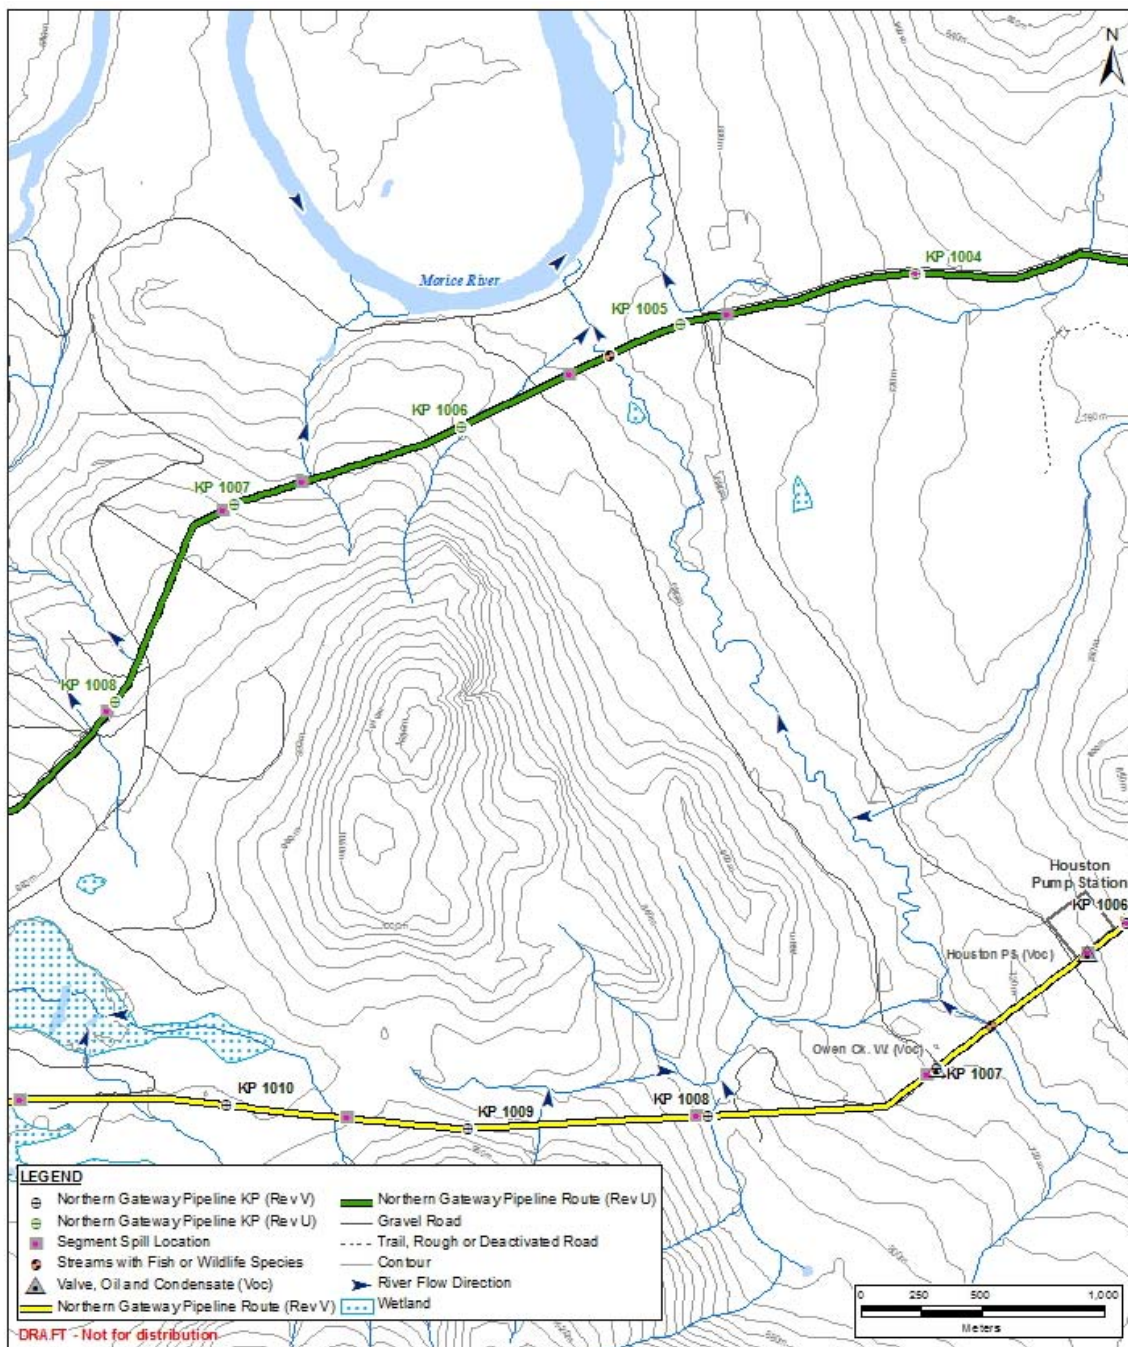 N
KP 1004
KP 1005
Morice River
KP 1006
KP 1007
KP 1008
Houston
Pump Station
KP 1006
Houston PS (Voc)
Owen Ck. W. (Voc)
KP 1007
KP 1008
KP 1009
KP 1010
LEGEND
Northern Gateway Pipeline KP (Rev V)
Northern Gateway Pipeline KP (Rev U)
Segment Spill Location
Streams with Fish or Wildlife Species
Valve, Oil and Condensate (Voc)
Northern Gateway Pipeline Route (Rev V)
Northern Gateway Pipeline Route (Rev U)
Gravel Road
Trail, Rough or Deactivated Road
Contour
River Flow Direction
Wetland
0 250 500 1,000
Meters
DRAFT - Not for distribution